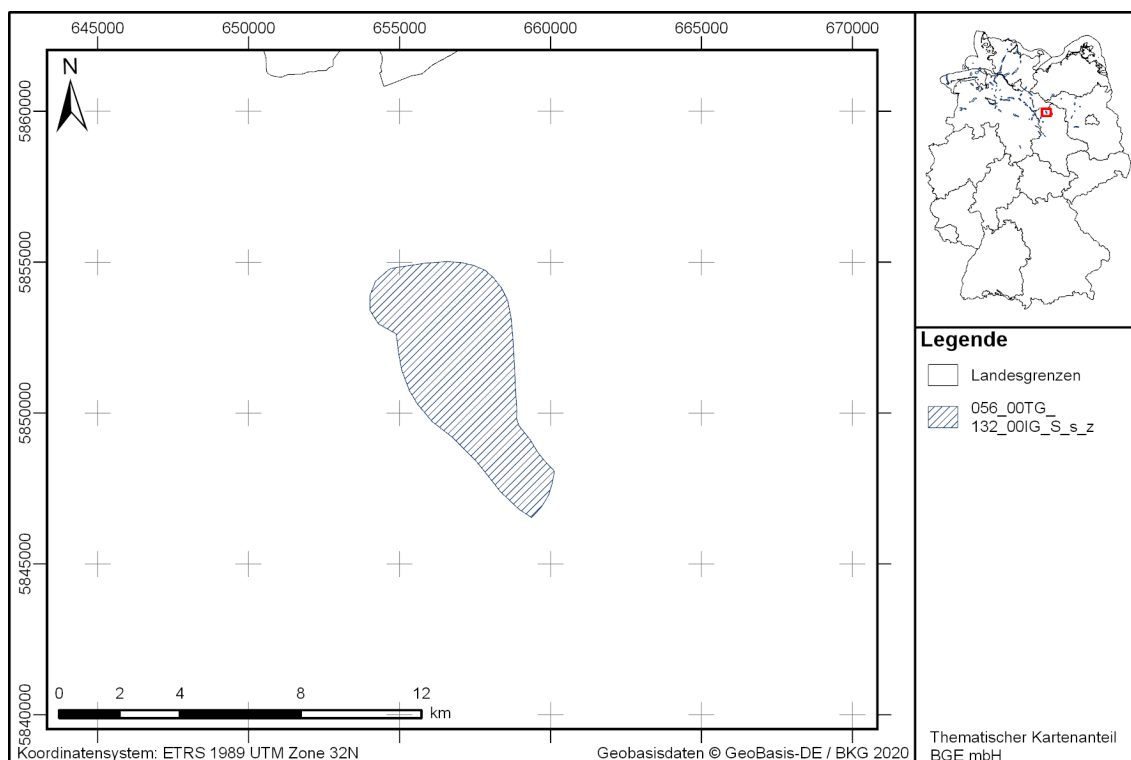 645000 650000 655000 660000 665000 670000
N
5860000
5855000
5850000
5845000
5840000
0 2 4 8 12
km
Koordinatensystem: ETRS 1989 UTM Zone 32N
Geobasisdaten © GeoBasis-DE / BKG 2020
Legende
Landesgrenzen
056_00TG_
132_00IG_S_s_z
Thematischer Kartenanteil
BGE mbH